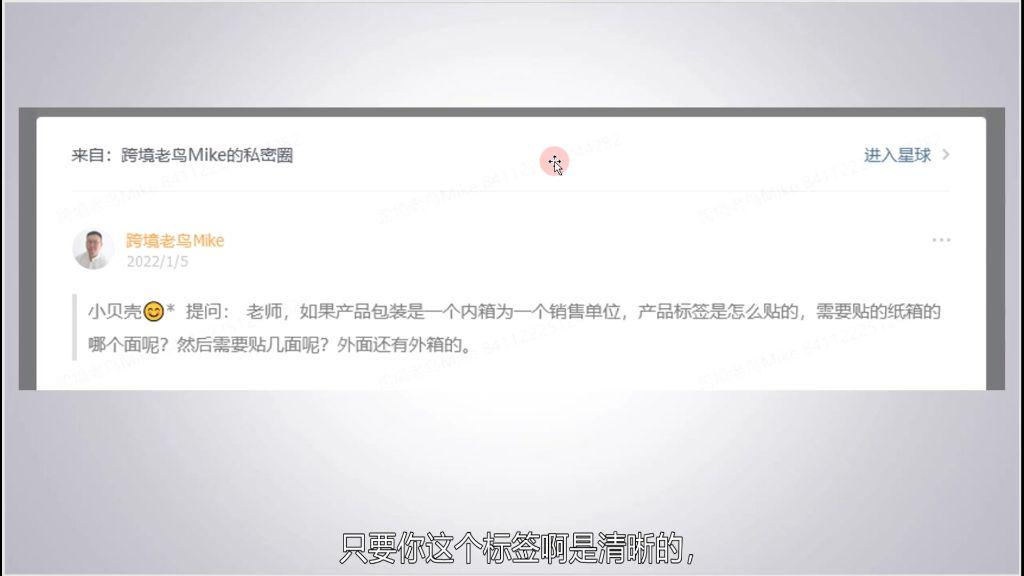 来自：跨境老鸟Mike的私密圈
进入星球
跨境老鸟Mike
2022/1/5
小贝壳😊* 提问： 老师，如果产品包装是一个内箱为一个销售单位，产品标签是怎么贴的，需要贴的纸箱的
哪个面呢？然后需要贴几面呢？外面还有外箱的。
只要你这个标签啊是清晰的，